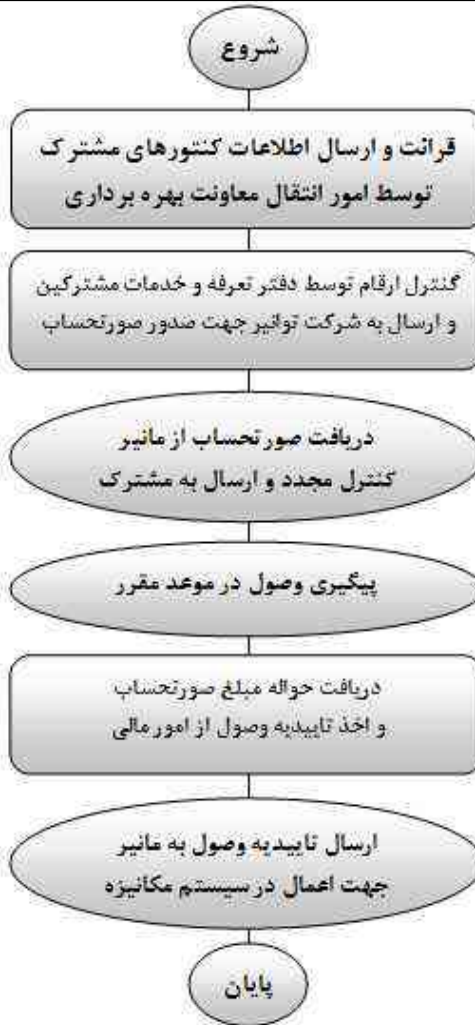 شروع
قرائت و ارسال اطلاعات کنتورهای مشترک
توسط امور انتقال معاونت بهره برداری
کنترل ارقام توسط دفتر تعرفه و خدمات مشترکین
و ارسال به شرکت توانیر جهت صدور صورتحساب
دریافت صورتحساب از مانیر
کنترل مجدد و ارسال به مشترک
پیگیری وصول در موعد مقرر
دریافت حواله مبلغ صورتحساب
و اخذ تاییدیه وصول از امور مالی
ارسال تاییدیه وصول به مانیر
جهت اعمال در سیستم مکانیزه
پایان